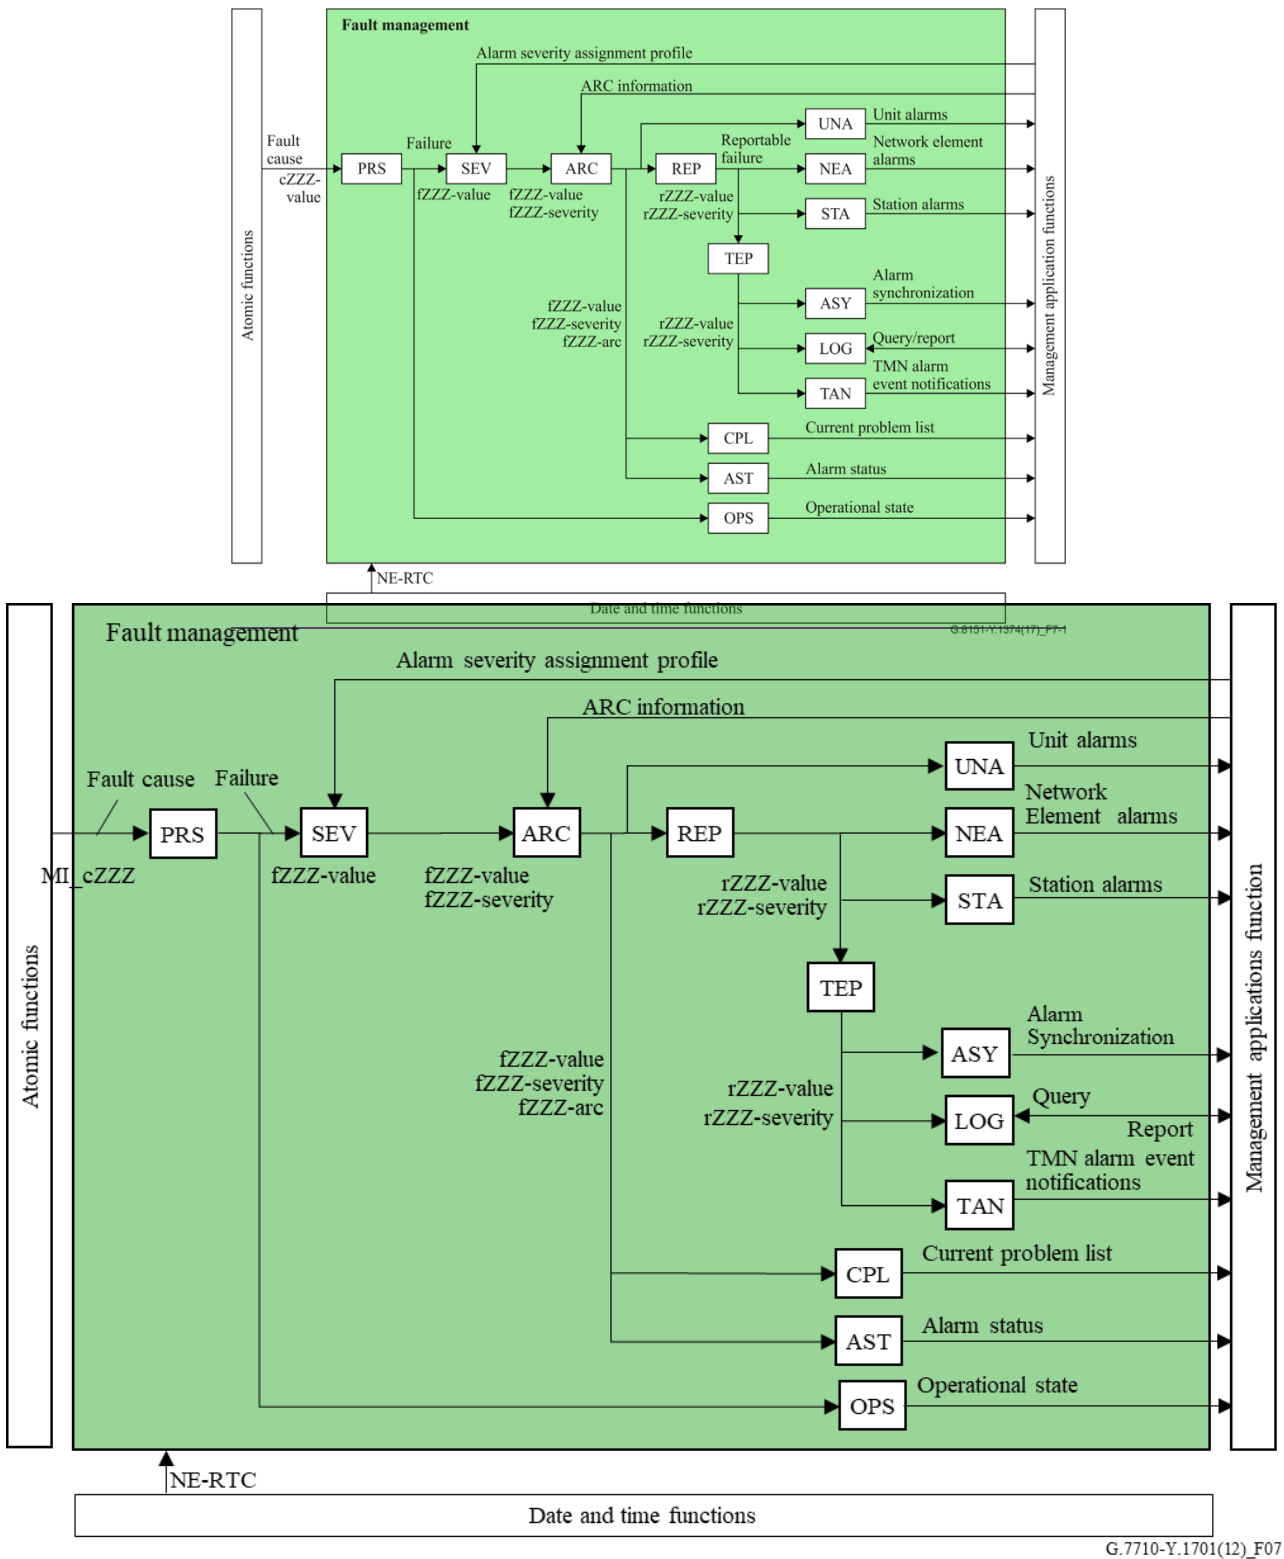 Fault management
Alarm severity assignment profile
ARC information
Unit alarms
UNA
Fault
cause
Failure
Reportable
failure
Network element
alarms
PRS
SEV
ARC
REP
NEA
cZZZ-
value
fZZZ-value
fZZZ-value
fZZZ-severity
rZZZ-value
rZZZ-severity
STA
Station alarms
TEP
Atomic functions
Management application functions
Alarm
synchronization
ASY
fZZZ-value
fZZZ-severity
fZZZ-arc
rZZZ-value
rZZZ-severity
LOG
Query/report
TMN alarm
event notifications
TAN
CPL
Current problem list
AST
Alarm status
OPS
Operational state
NE-RTC
Date and time functions
G.8151-Y.1374(17)_F7-1
Fault management
Alarm severity assignment profile
ARC information
Unit alarms
UNA
Fault cause
Failure
Network
Element alarms
PRS
SEV
ARC
REP
NEA
MI_cZZZ
fZZZ-value
fZZZ-value
fZZZ-severity
rZZZ-value
rZZZ-severity
STA
Station alarms
TEP
Atomic functions
Management applications function
Alarm
Synchronization
ASY
fZZZ-value
fZZZ-severity
fZZZ-arc
rZZZ-value
rZZZ-severity
LOG
Query
Report
TMN alarm event
notifications
TAN
CPL
Current problem list
AST
Alarm status
OPS
Operational state
NE-RTC
Date and time functions
G.7710-Y.1701(12)_F07